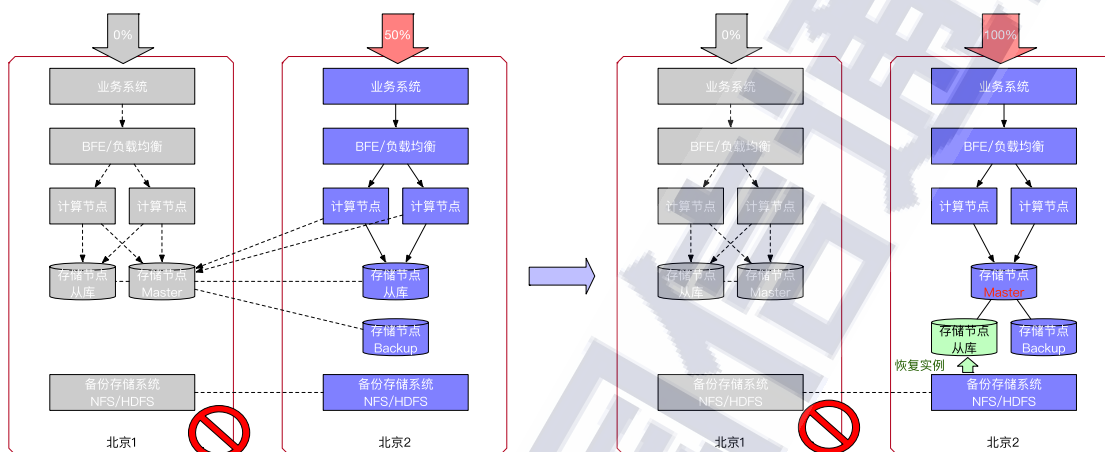 0%
50%
0%
100%
业务系统
业务系统
业务系统
业务系统
BFE/负载均衡
BFE/负载均衡
BFE/负载均衡
BFE/负载均衡
计算节点
计算节点
计算节点
计算节点
计算节点
计算节点
计算节点
计算节点
存储节点
从库
存储节点
Master
存储节点
从库
存储节点
从库
存储节点
Master
存储节点
Master
存储节点
Backup
存储节点
从库
存储节点
Backup
恢复实例
备份存储系统
NFS/HDFS
备份存储系统
NFS/HDFS
备份存储系统
NFS/HDFS
备份存储系统
NFS/HDFS
北京1
北京2
北京1
北京2